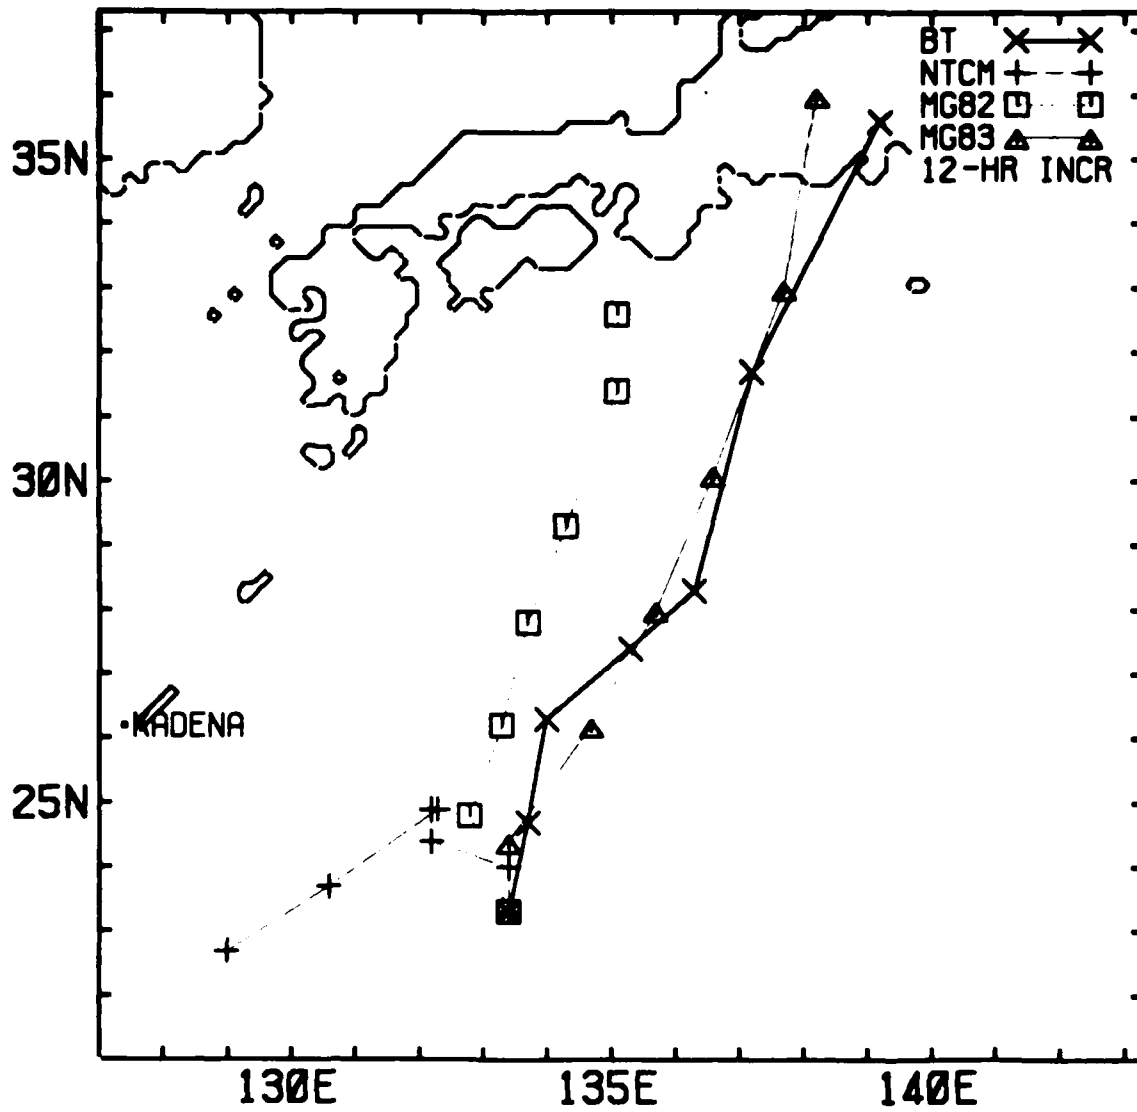 BT
NTCM
MG82
MG83
12-HR INCR
35N
30N
KADENA
25N
130E 135E 140E